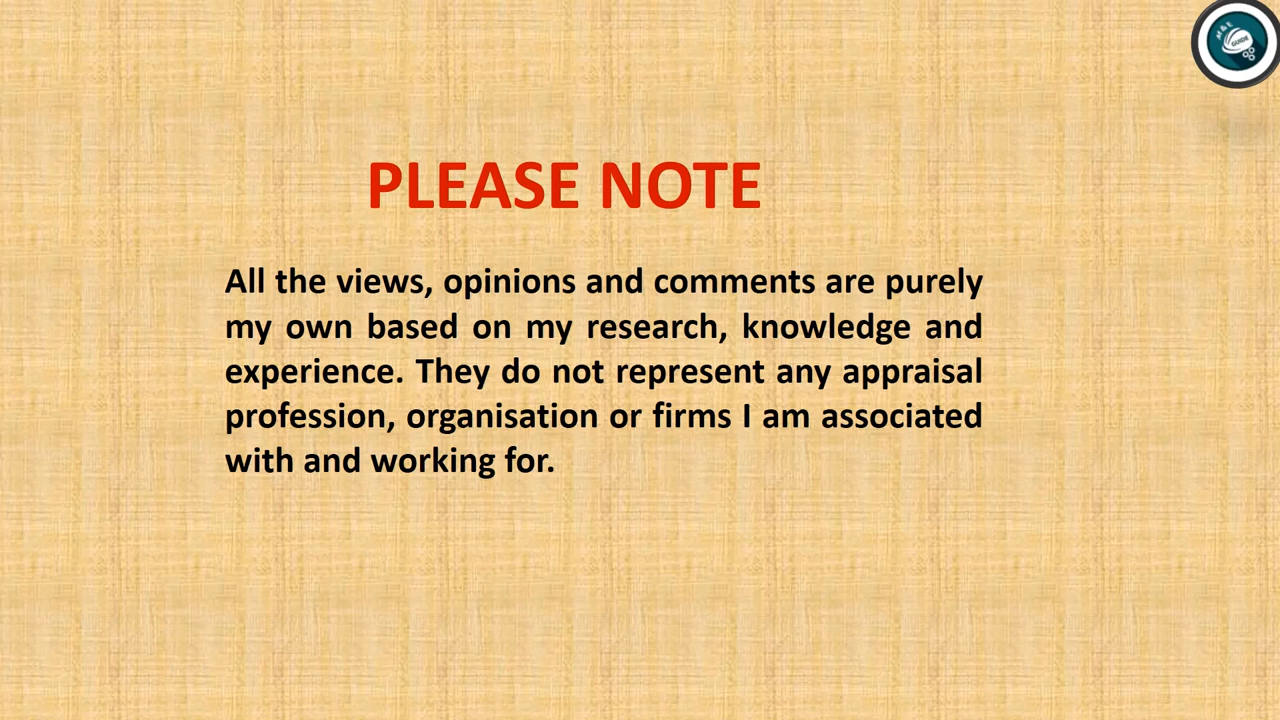 M & E
GUIDE
PLEASE NOTE
All the views, opinions and comments are purely
my own based on my research, knowledge and
experience. They do not represent any appraisal
profession, organisation or firms I am associated
with and working for.